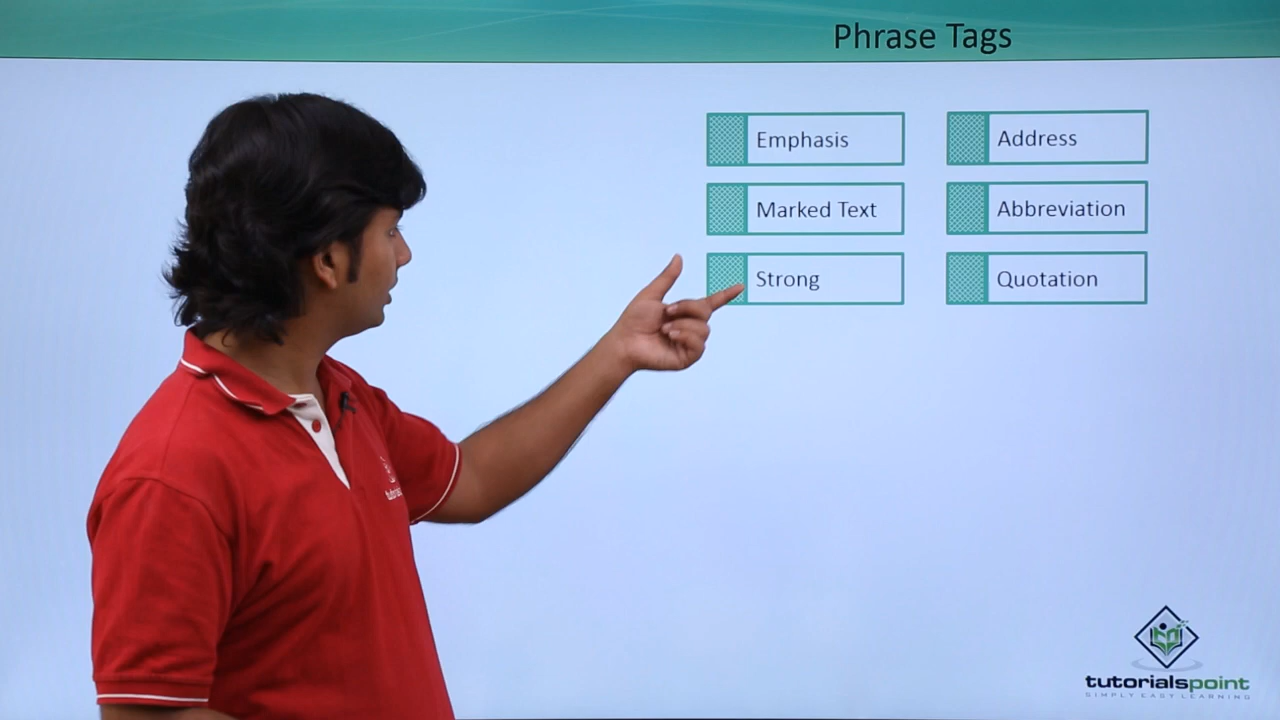 Phrase Tags
Emphasis
Address
Marked Text
Abbreviation
Strong
Quotation
tutorialspoint
SIMPLY EASY LEARNING